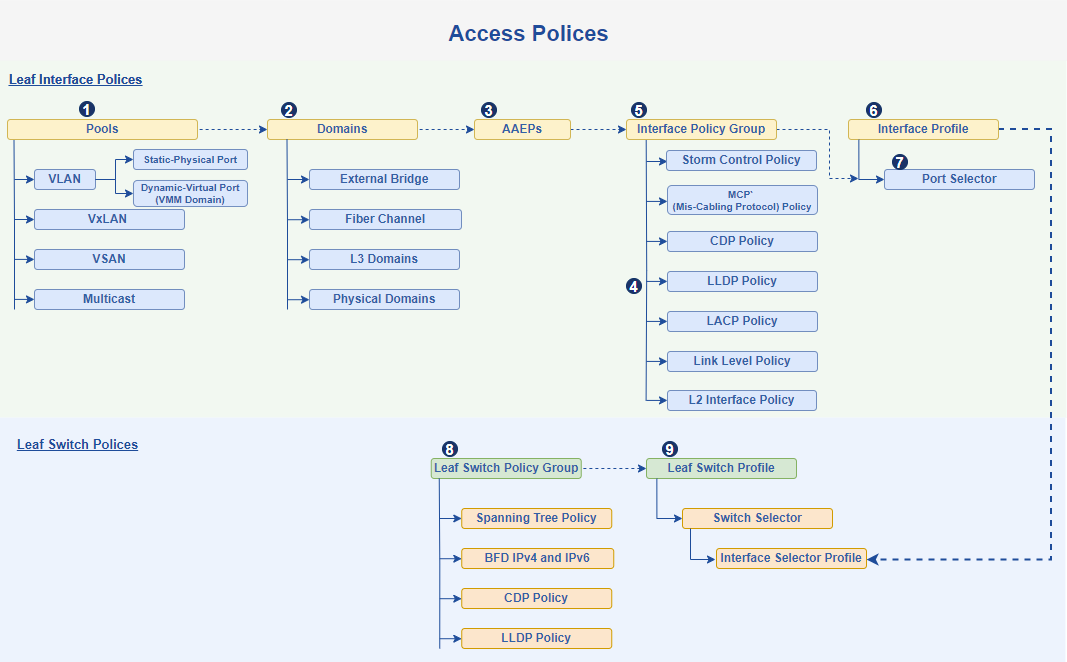 Access Polices
Leaf Interface Polices
1
Pools
VLAN
Static-Physical Port
Dynamic-Virtual Port
(VMM Domain)
VxLAN
VSAN
Multicast
2
Domains
External Bridge
Fiber Channel
L3 Domains
Physical Domains
3
AAEPs
5
Interface Policy Group
Storm Control Policy
MCP`
(Mis-Cabling Protocol) Policy
CDP Policy
4
LLDP Policy
LACP Policy
Link Level Policy
L2 Interface Policy
6
Interface Profile
7
Port Selector
Leaf Switch Polices
8
Leaf Switch Policy Group
Spanning Tree Policy
BFD IPv4 and IPv6
CDP Policy
LLDP Policy
9
Leaf Switch Profile
Switch Selector
Interface Selector Profile